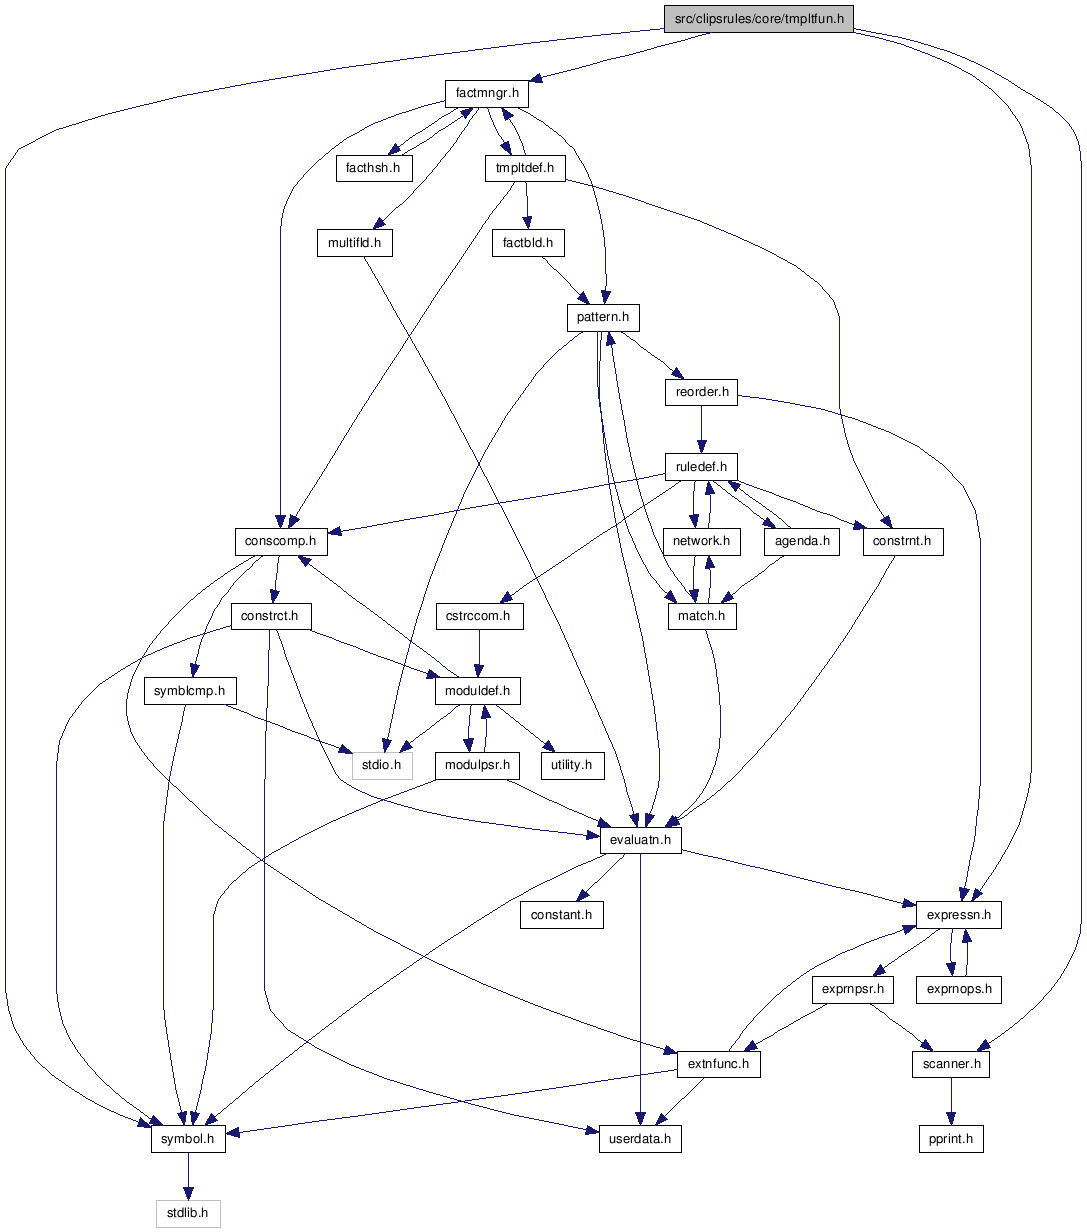 src/clipsrules/core/tmpltfun.h
factmngr.h
facthsh.h
tmpltdef.h
multifld.h
factbld.h
pattern.h
reorder.h
ruledef.h
conscomp.h
network.h
agenda.h
constrnt.h
constrct.h
cstrccom.h
match.h
symblcmp.h
moduldef.h
stdio.h
modulpsr.h
utility.h
evaluatn.h
constant.h
expressn.h
exprnpsr.h
exprnops.h
extnfunc.h
scanner.h
symbol.h
userdata.h
pprint.h
stdlib.h